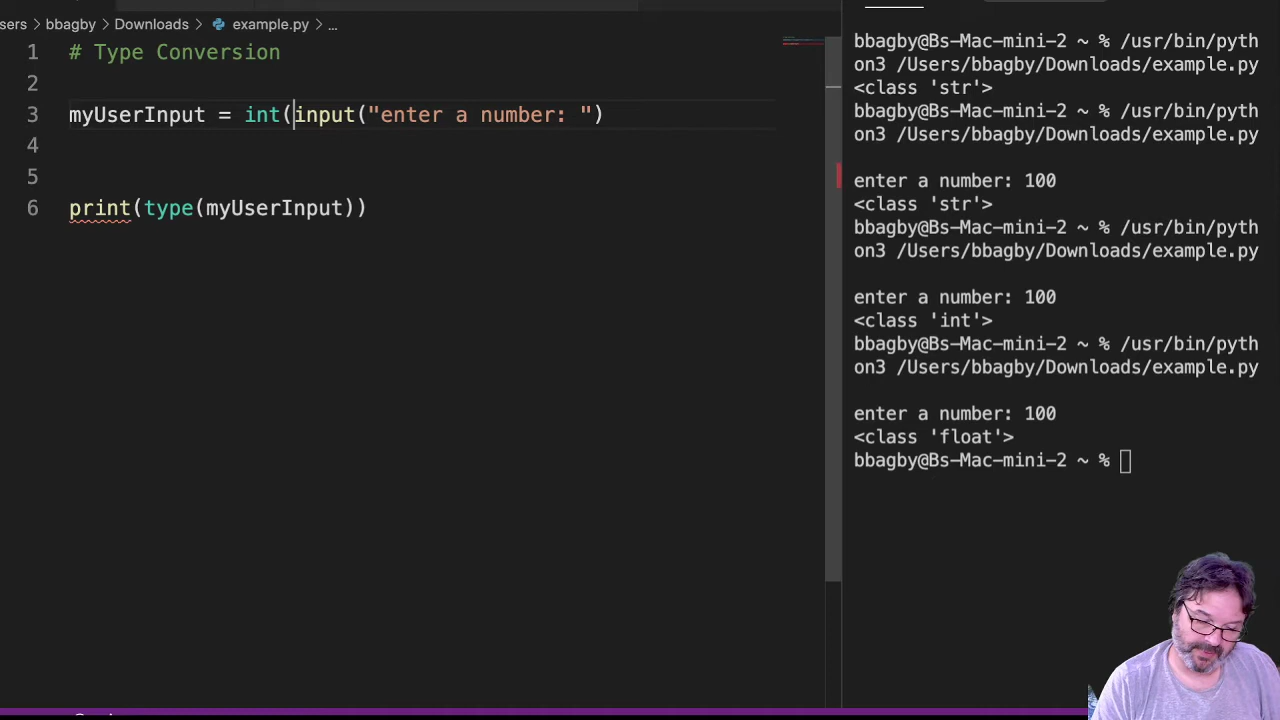 sers > bbagby > Downloads > example.py > ...
1 # Type Conversion
2
3 myUserInput = int(input("enter a number: ")
4
5
6 print(type(myUserInput))
bbagby@Bs-Mac-mini-2 ~ % /usr/bin/pyth
on3 /Users/bbagby/Downloads/example.py
<class 'str'>
bbagby@Bs-Mac-mini-2 ~ % /usr/bin/pyth
on3 /Users/bbagby/Downloads/example.py
enter a number: 100
<class 'str'>
bbagby@Bs-Mac-mini-2 ~ % /usr/bin/pyth
on3 /Users/bbagby/Downloads/example.py
enter a number: 100
<class 'int'>
bbagby@Bs-Mac-mini-2 ~ % /usr/bin/pyth
on3 /Users/bbagby/Downloads/example.py
enter a number: 100
<class 'float'>
bbagby@Bs-Mac-mini-2 ~ %